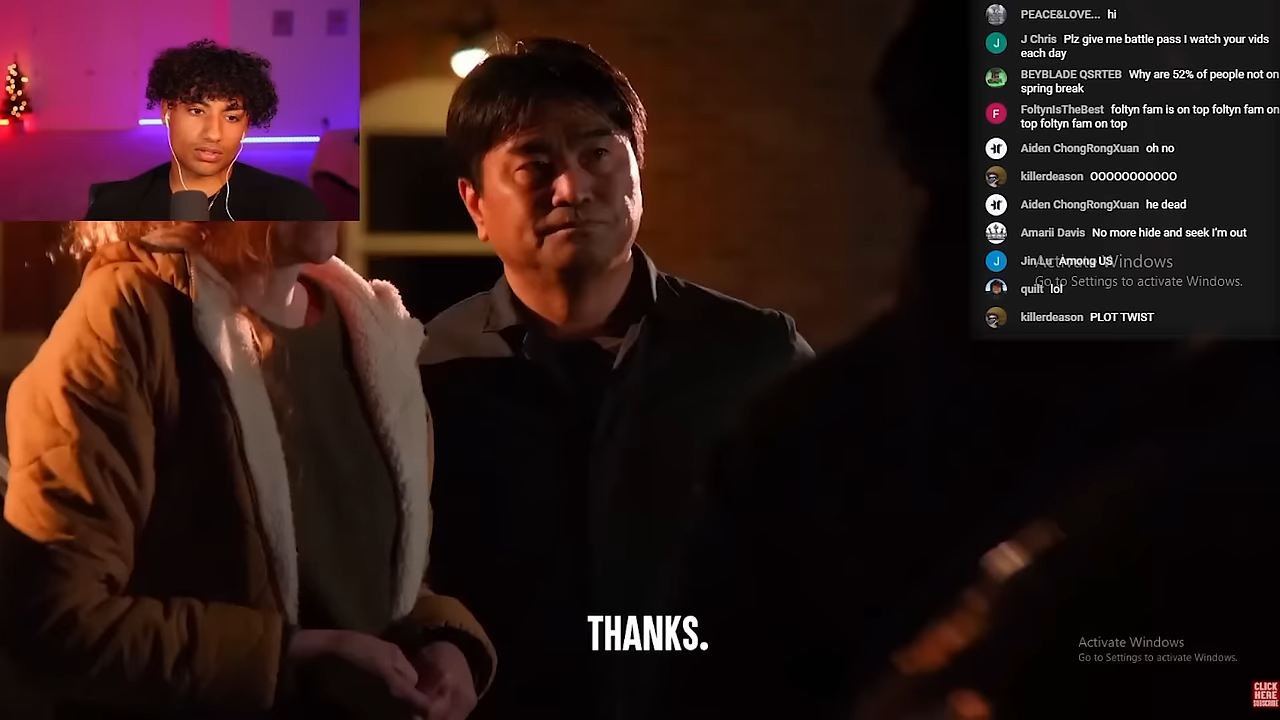 PEACE&LOVE... hi
J Chris Plz give me battle pass I watch your vids
each day
BEYBLADE QSRTEB Why are 52% of people not on
spring break
F
FoltynIsTheBest foltyn fam is on top foltyn fam on
top foltyn fam on top
Aiden ChongRongXuan oh no
killerdeason OOOOOOOOOOO
Aiden ChongRongXuan he dead
Amarii Davis No more hide and seek I'm out
Jin Lu Among US
Activate Windows
Go to Settings to activate Windows.
quilt lol
killerdeason PLOT TWIST
THANKS.
Activate Windows
Go to Settings to activate Windows.
CLICK
HERE
SUBSCRIBE